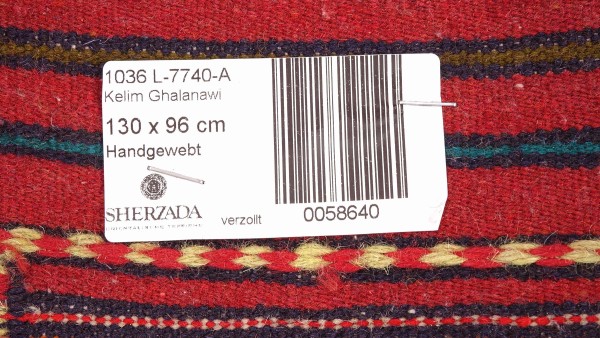 1036 L-7740-A
Kelim Ghalanawi
130 x 96 cm
Handgewebt
SHERZADA
verzollt
0058640